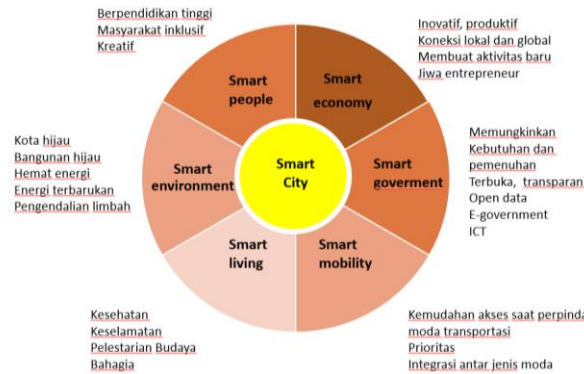 Berpendidikan tinggi
Masyarakat inklusif
Kreatif
Inovatif, produktif
Koneksi lokal dan global
Membuat aktivitas baru
Jiwa entrepreneur
Smart
people
Smart
economy
Kota hijau
Bangunan hijau
Hemat energi
Energi terbarukan
Pengendalian limbah
Smart
environment
Smart
City
Smart
goverment
Memungkinkan
Kebutuhan dan
pemenuhan
Terbuka, transparan
Open data
E-government
ICT
Smart
living
Smart
mobility
Kesehatan
Keselamatan
Pelestarian Budaya
Bahagia
Kemudahan akses saat perpinda
moda transportasi
Prioritas
Integrasi antar jenis moda